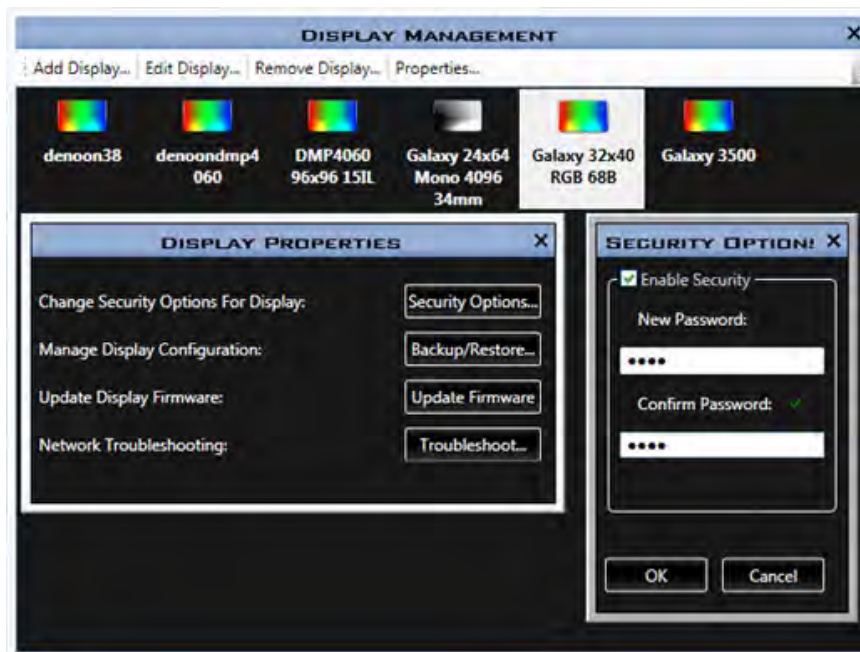 DISPLAY MANAGEMENT
Add Display... Edit Display... Remove Display... Properties...
denoon38
denoondmp4
060
DMP4060
96x96 15IL
Galaxy 24x64
Mono 4096
34mm
Galaxy 32x40
RGB 68B
Galaxy 3500
DISPLAY PROPERTIES
Change Security Options For Display: Security Options...
Manage Display Configuration: Backup/Restore...
Update Display Firmware: Update Firmware
Network Troubleshooting: Troubleshoot...
SECURITY OPTION!
Enable Security
New Password:
Confirm Password:
OK Cancel